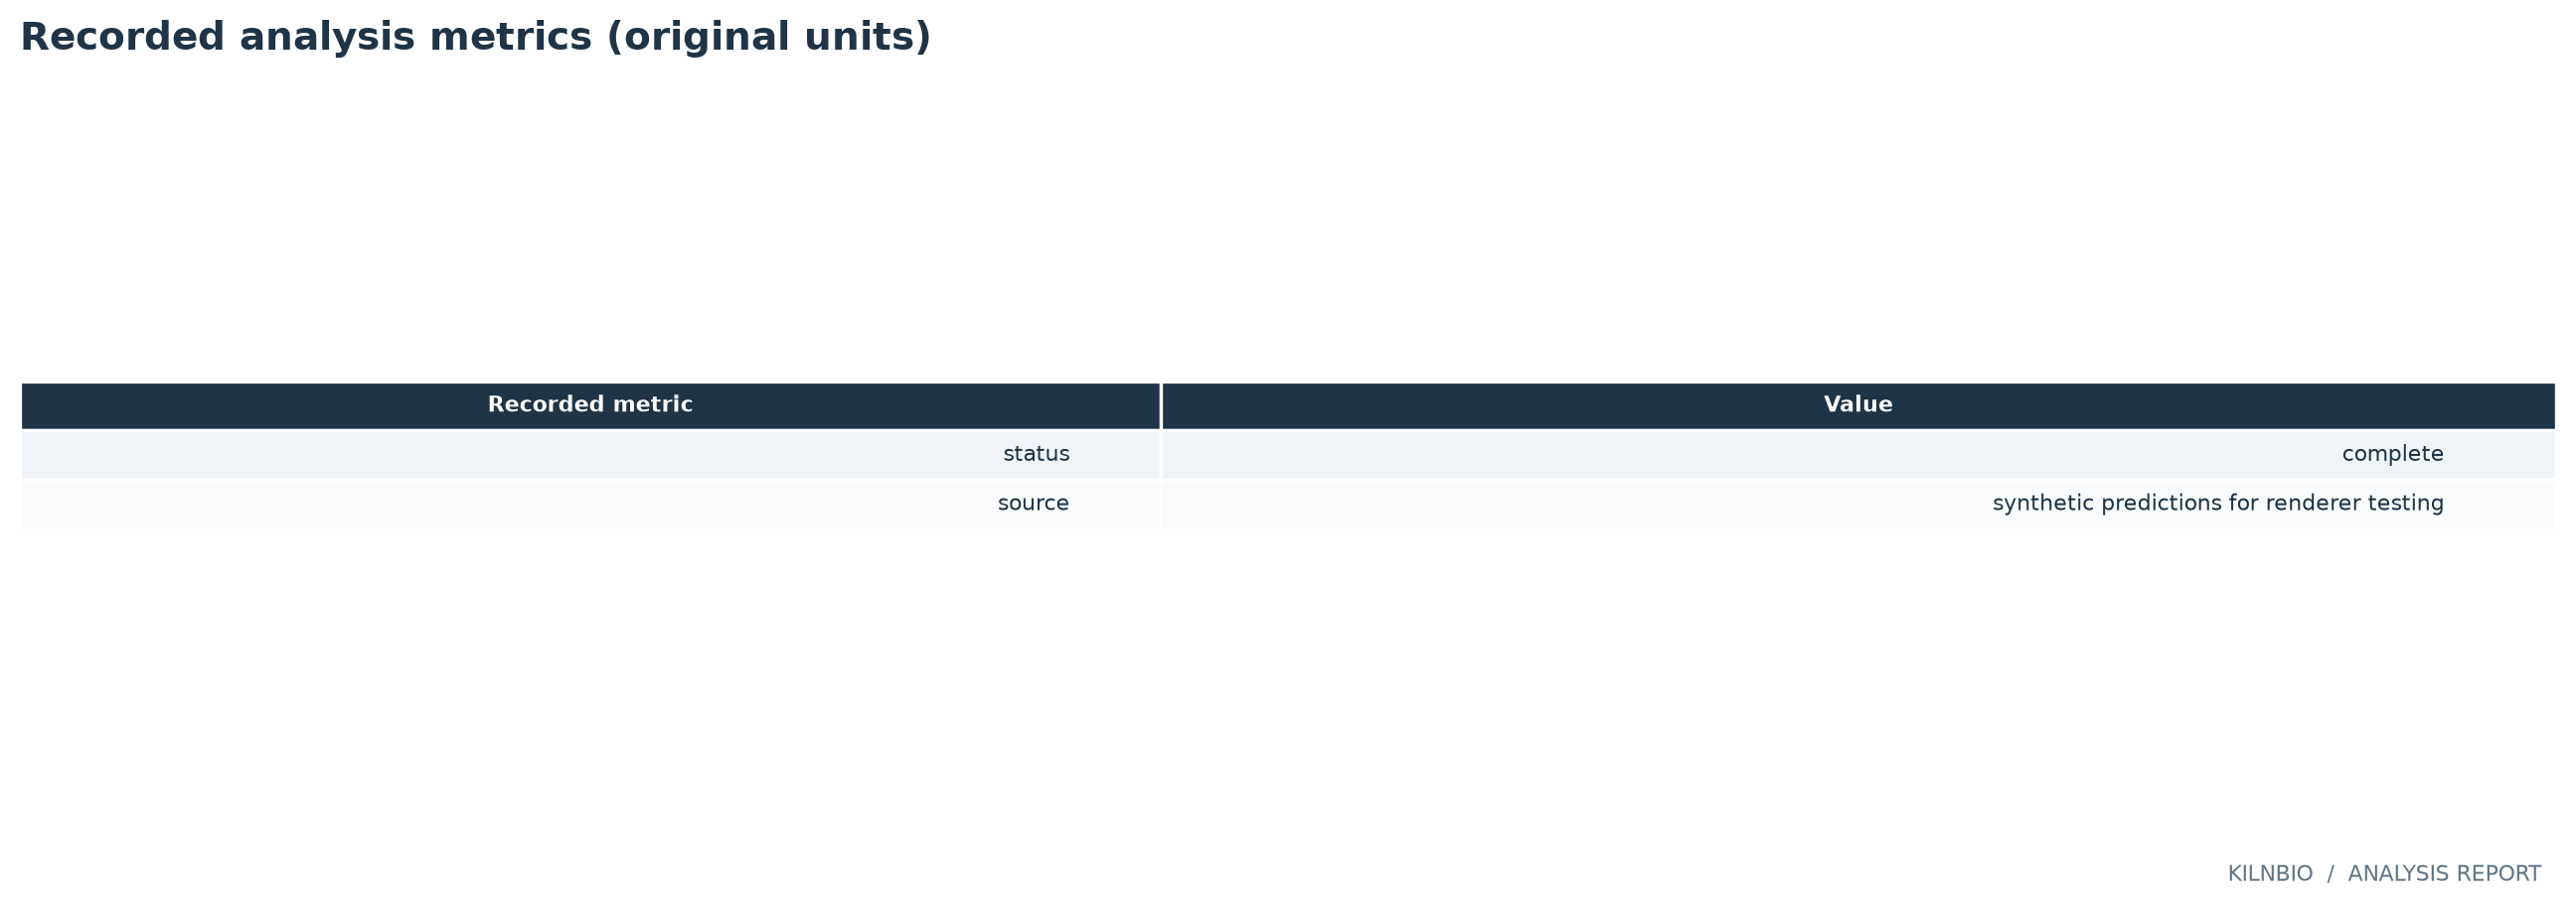 Recorded analysis metrics (original units)
Recorded metric Value
status complete
source synthetic predictions for renderer testing
KILNBIO / ANALYSIS REPORT